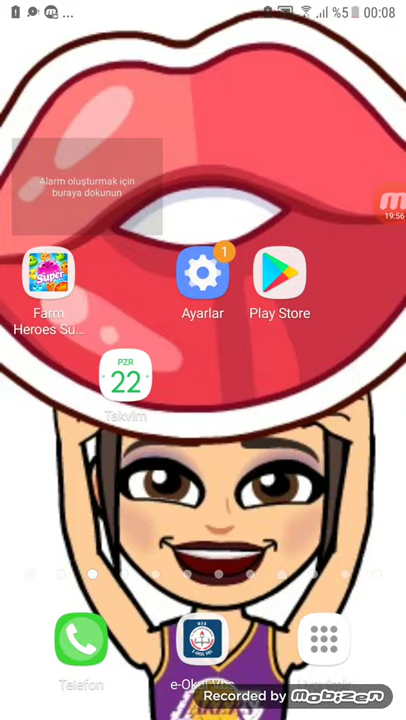 ... %5 00:08
Alarm oluşturmak için
buraya dokunun
19:56
Super
1
Farm
Heroes Su...
Ayarlar
Play Store
PZR
22
Takvim
Telefon
e-Okul Vbs
Recorded by mobizen